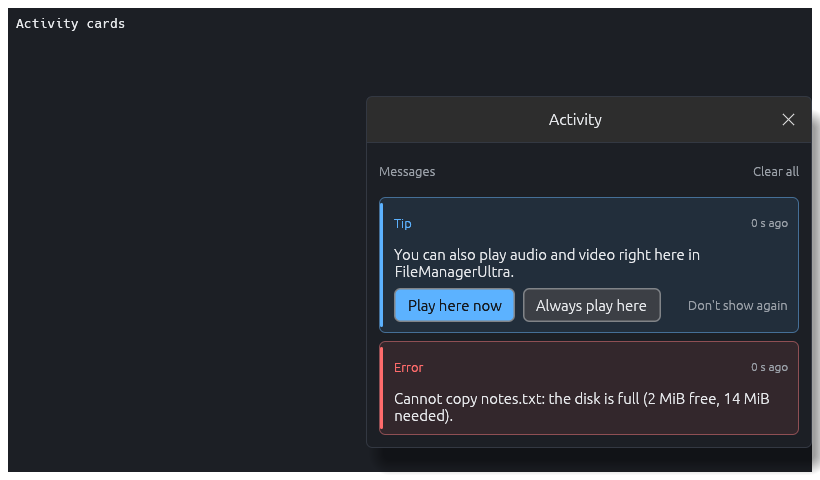 Activity cards
Activity
Messages
Clear all
Tip
0 s ago
You can also play audio and video right here in
FileManagerUltra.
Play here now
Always play here
Don't show again
Error
0 s ago
Cannot copy notes.txt: the disk is full (2 MiB free, 14 MiB
needed).